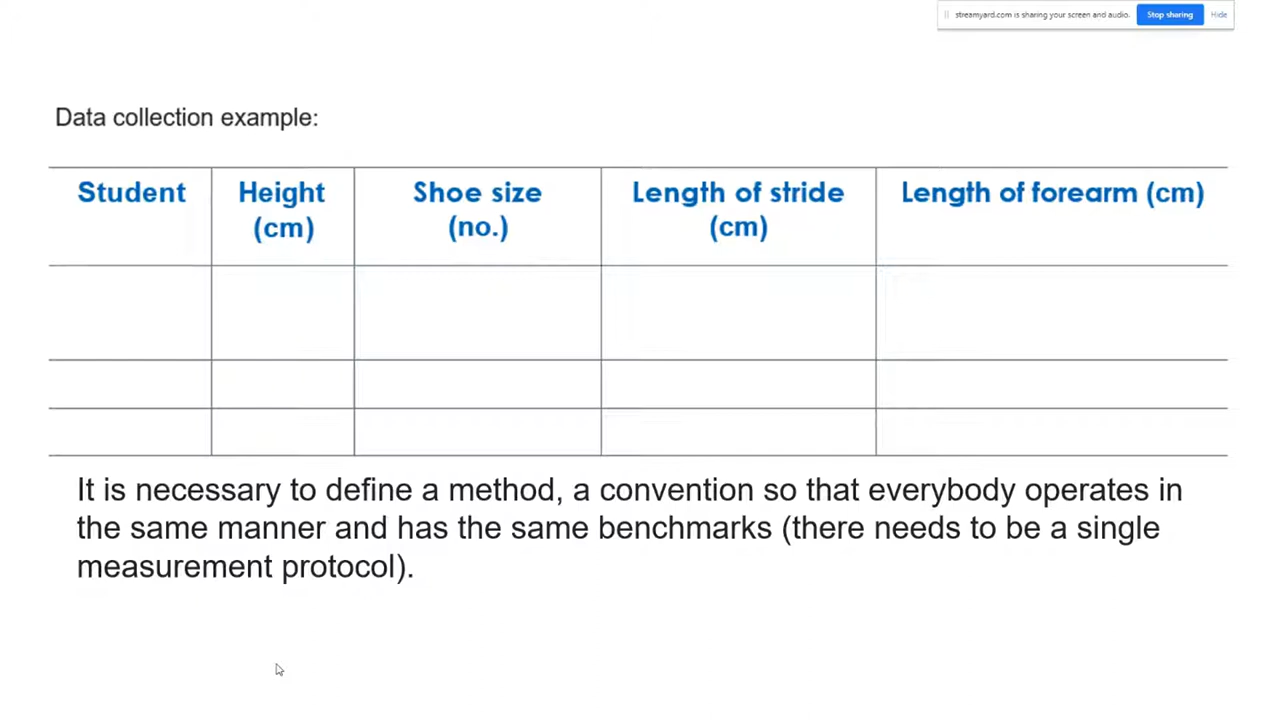 streamyard.com is sharing your screen and audio. Stop sharing Hide
Data collection example:
Student Height Shoe size Length of stride Length of forearm (cm)
(cm) (no.) (cm)
It is necessary to define a method, a convention so that everybody operates in
the same manner and has the same benchmarks (there needs to be a single
measurement protocol).